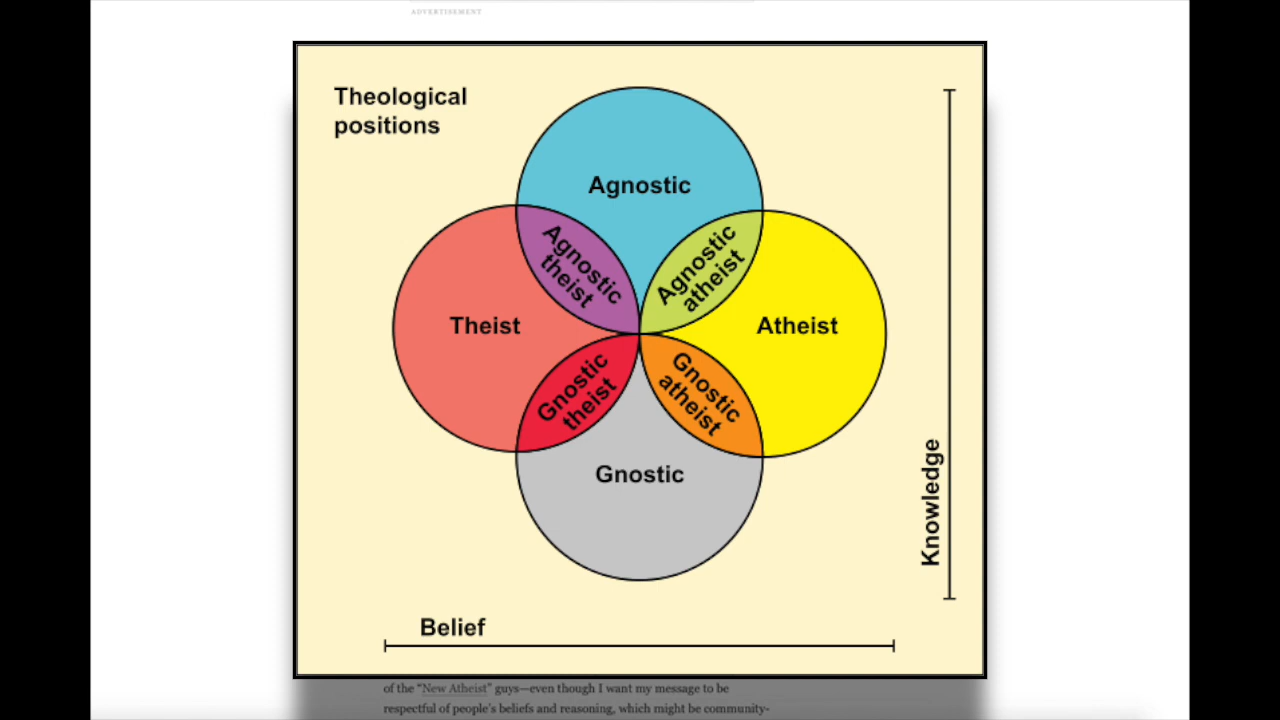 ADVERTISEMENT
Theological
positions
Agnostic
Agnostic
theist
Agnostic
atheist
Theist
Atheist
Gnostic
theist
Gnostic
atheist
Gnostic
Knowledge
Belief
of the “New Atheist” guys—even though I want my message to be
respectful of people’s beliefs and reasoning, which might be community-